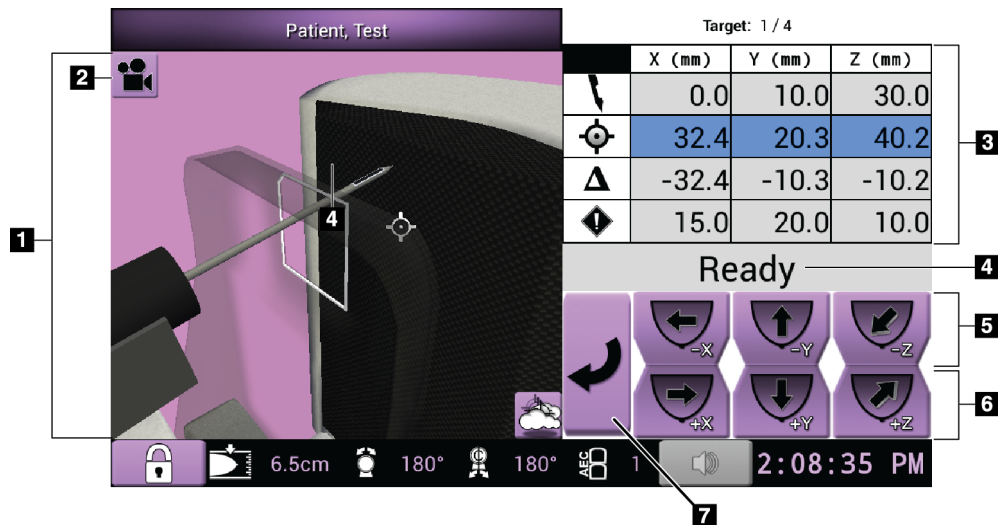 Patient, Test
Target: 1 / 4
X (mm) Y (mm) Z (mm)
0.0 10.0 30.0
32.4 20.3 40.2
-32.4 -10.3 -10.2
15.0 20.0 10.0
Ready
-X -Y -Z
+X +Y +Z
6.5cm 180° C 180° AEC 1 2:08:35 PM
1
2
3
4
4
5
6
7